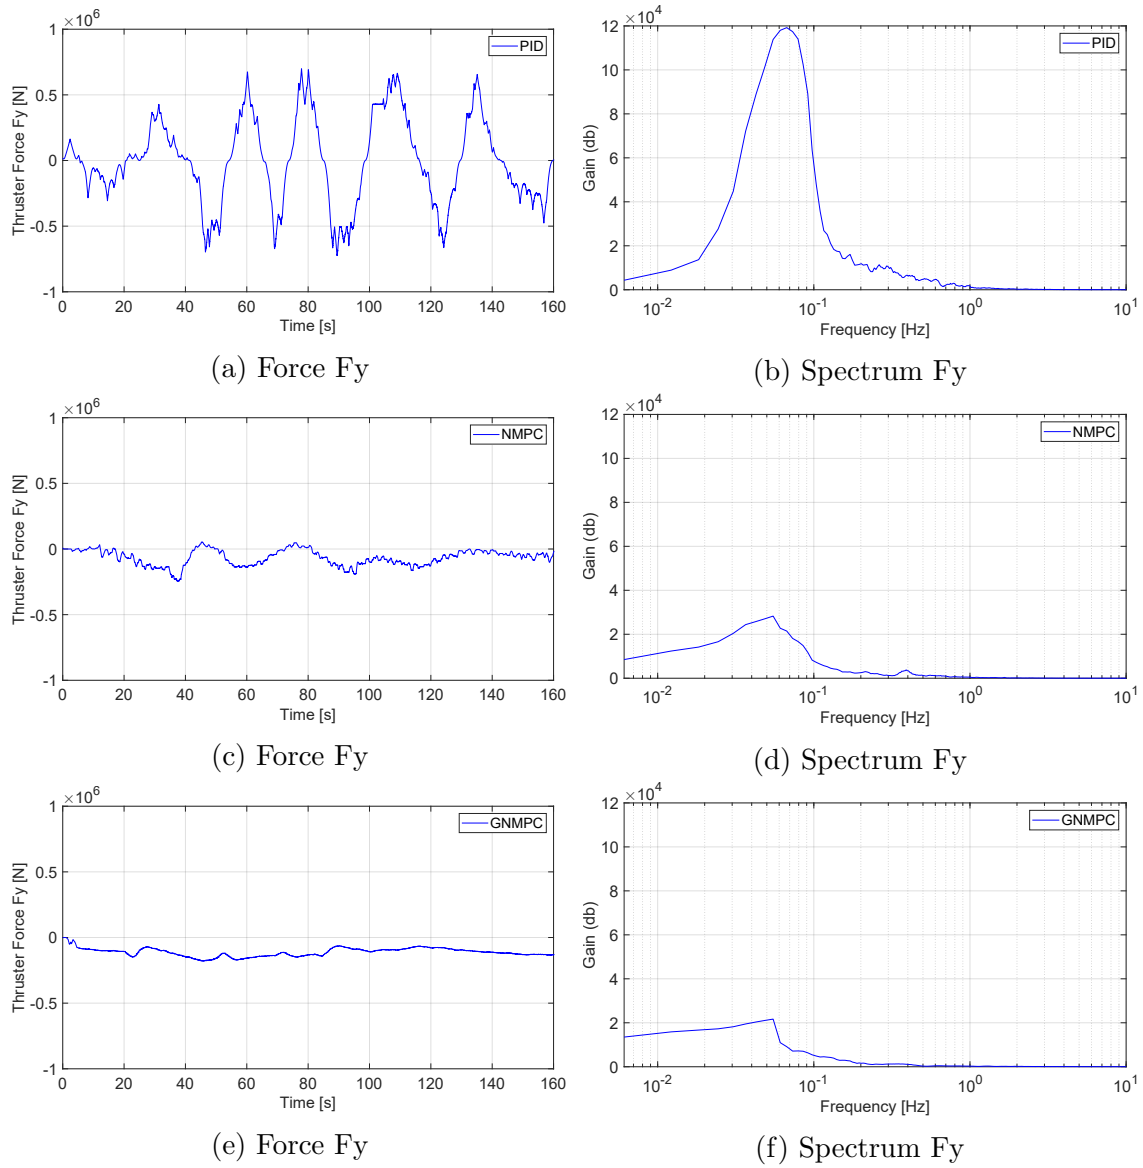 ×10^6
PID
1
0.5
0
-0.5
-1
Thruster Force Fy [N]
0 20 40 60 80 100 120 140 160
Time [s]
(a) Force Fy
×10^4
PID
12
10
8
6
4
2
0
Gain (db)
10^-2 10^-1 10^0 10^1
Frequency [Hz]
(b) Spectrum Fy
×10^6
NMPC
1
0.5
0
-0.5
-1
Thruster Force Fy [N]
0 20 40 60 80 100 120 140 160
Time [s]
(c) Force Fy
×10^4
NMPC
12
10
8
6
4
2
0
Gain (db)
10^-2 10^-1 10^0 10^1
Frequency [Hz]
(d) Spectrum Fy
×10^6
GNMPC
1
0.5
0
-0.5
-1
Thruster Force Fy [N]
0 20 40 60 80 100 120 140 160
Time [s]
(e) Force Fy
×10^4
GNMPC
12
10
8
6
4
2
0
Gain (db)
10^-2 10^-1 10^0 10^1
Frequency [Hz]
(f) Spectrum Fy